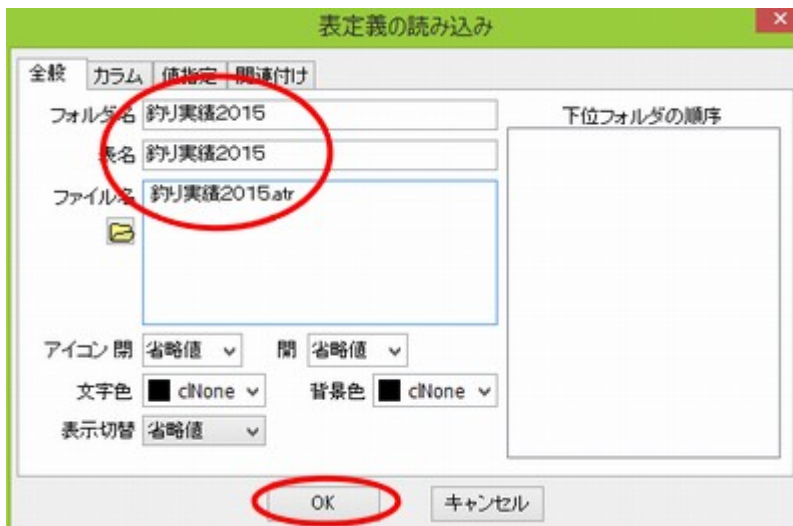 表定義の読み込み
全般 カラム 値指定 関連付け
フォルダ名 釣り実績2015
下位フォルダの順序
表名 釣り実績2015
ファイル名 釣り実績2015.atr
アイコン 閉 省略値 開 省略値
文字色 clNone 背景色 clNone
表示切替 省略値
OK キャンセル